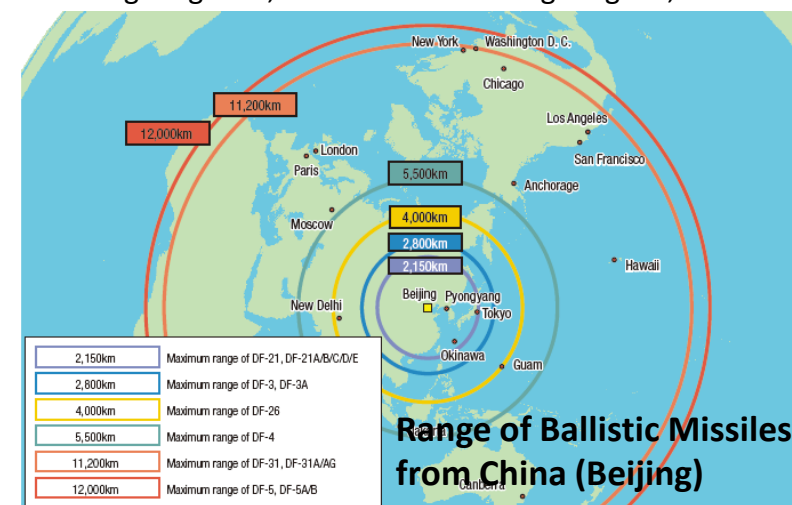 New York
Washington D. C.
Chicago
11,200km
12,000km
Los Angeles
London
San Francisco
Paris
5,500km
Anchorage
Moscow
4,000km
2,800km
2,150km
Hawaii
Beijing
Pyongyang
New Delhi
Tokyo
Okinawa
Guam
2,150km Maximum range of DF-21, DF-21A/B/C/D/E
2,800km Maximum range of DF-3, DF-3A
4,000km Maximum range of DF-26
5,500km Maximum range of DF-4
11,200km Maximum range of DF-31, DF-31A/AG
12,000km Maximum range of DF-5, DF-5A/B
Range of Ballistic Missiles
from China (Beijing)
Canberra